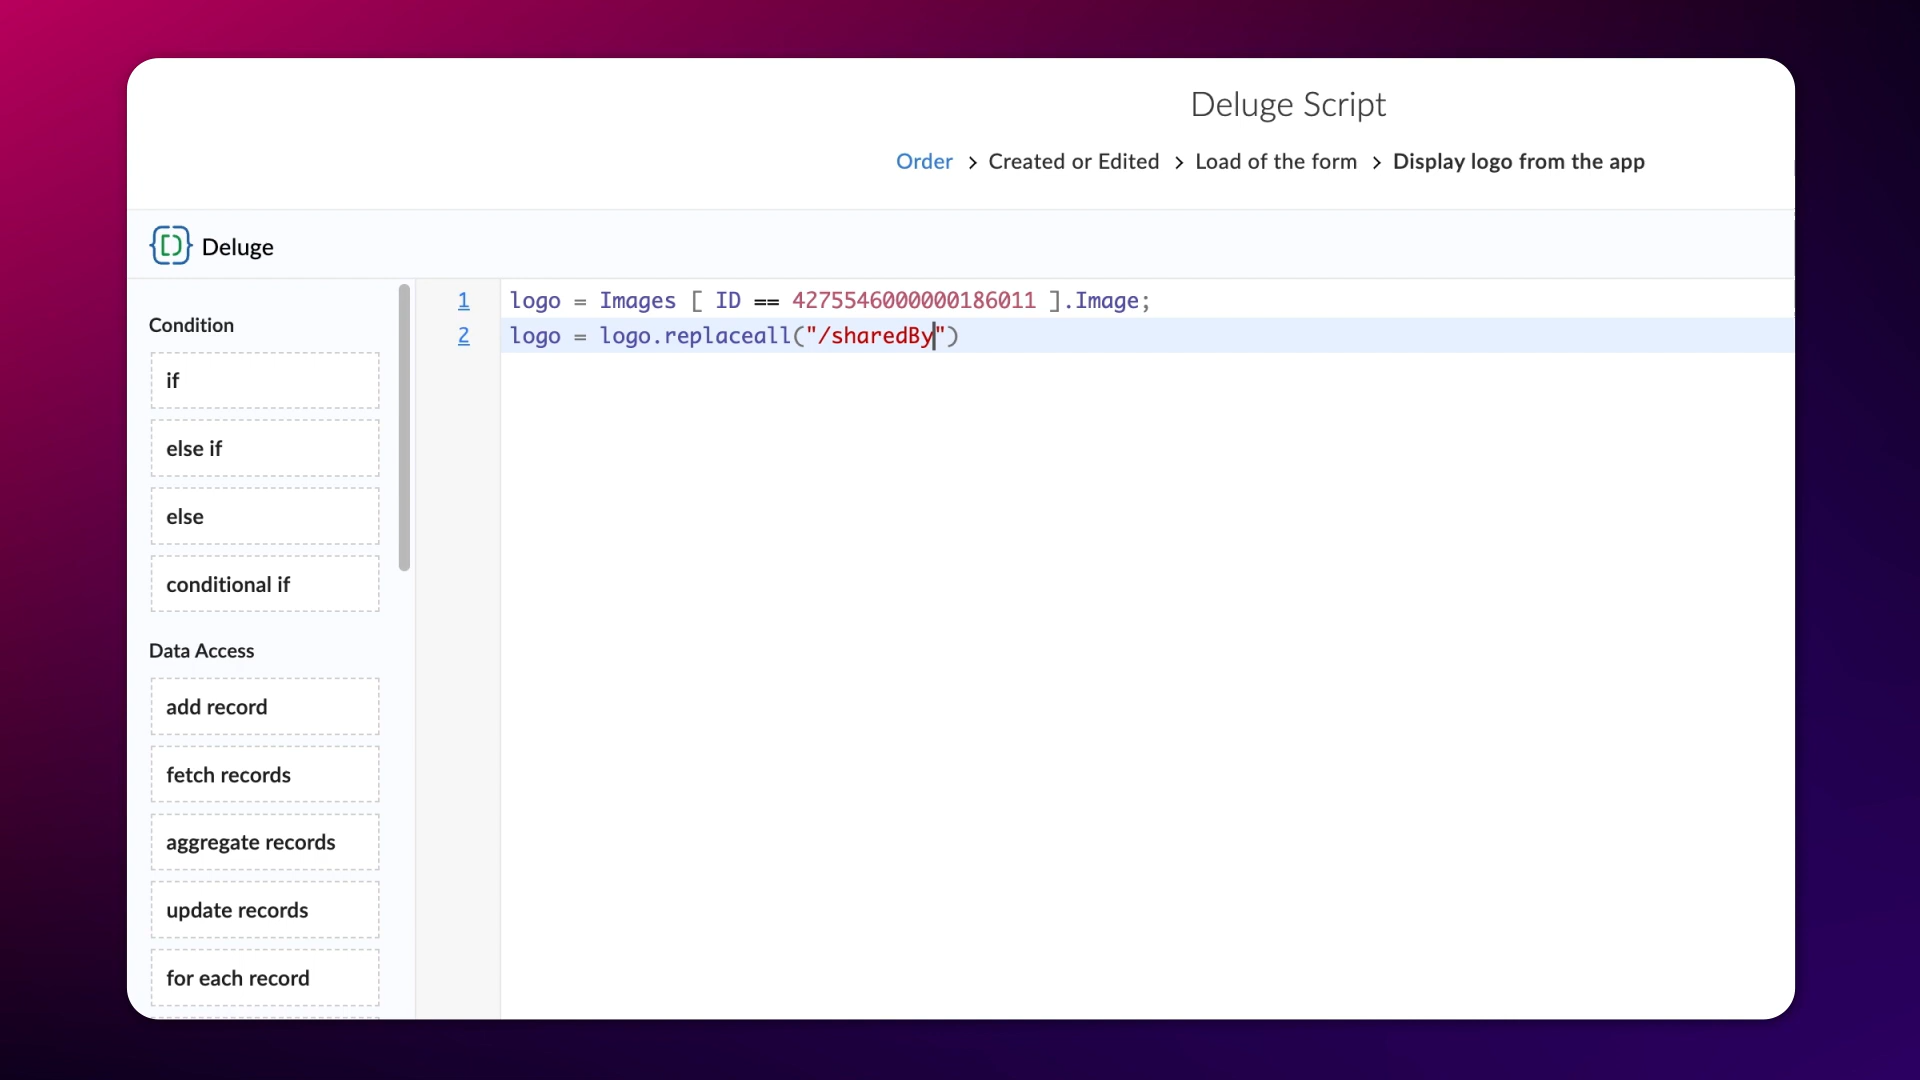 Deluge Script
Order > Created or Edited > Load of the form > Display logo from the app
{[D]} Deluge
Condition
if
else if
else
conditional if
Data Access
add record
fetch records
aggregate records
update records
for each record
1 logo = Images [ ID == 4275546000000186011 ].Image;
2 logo = logo.replaceall("/sharedBy")